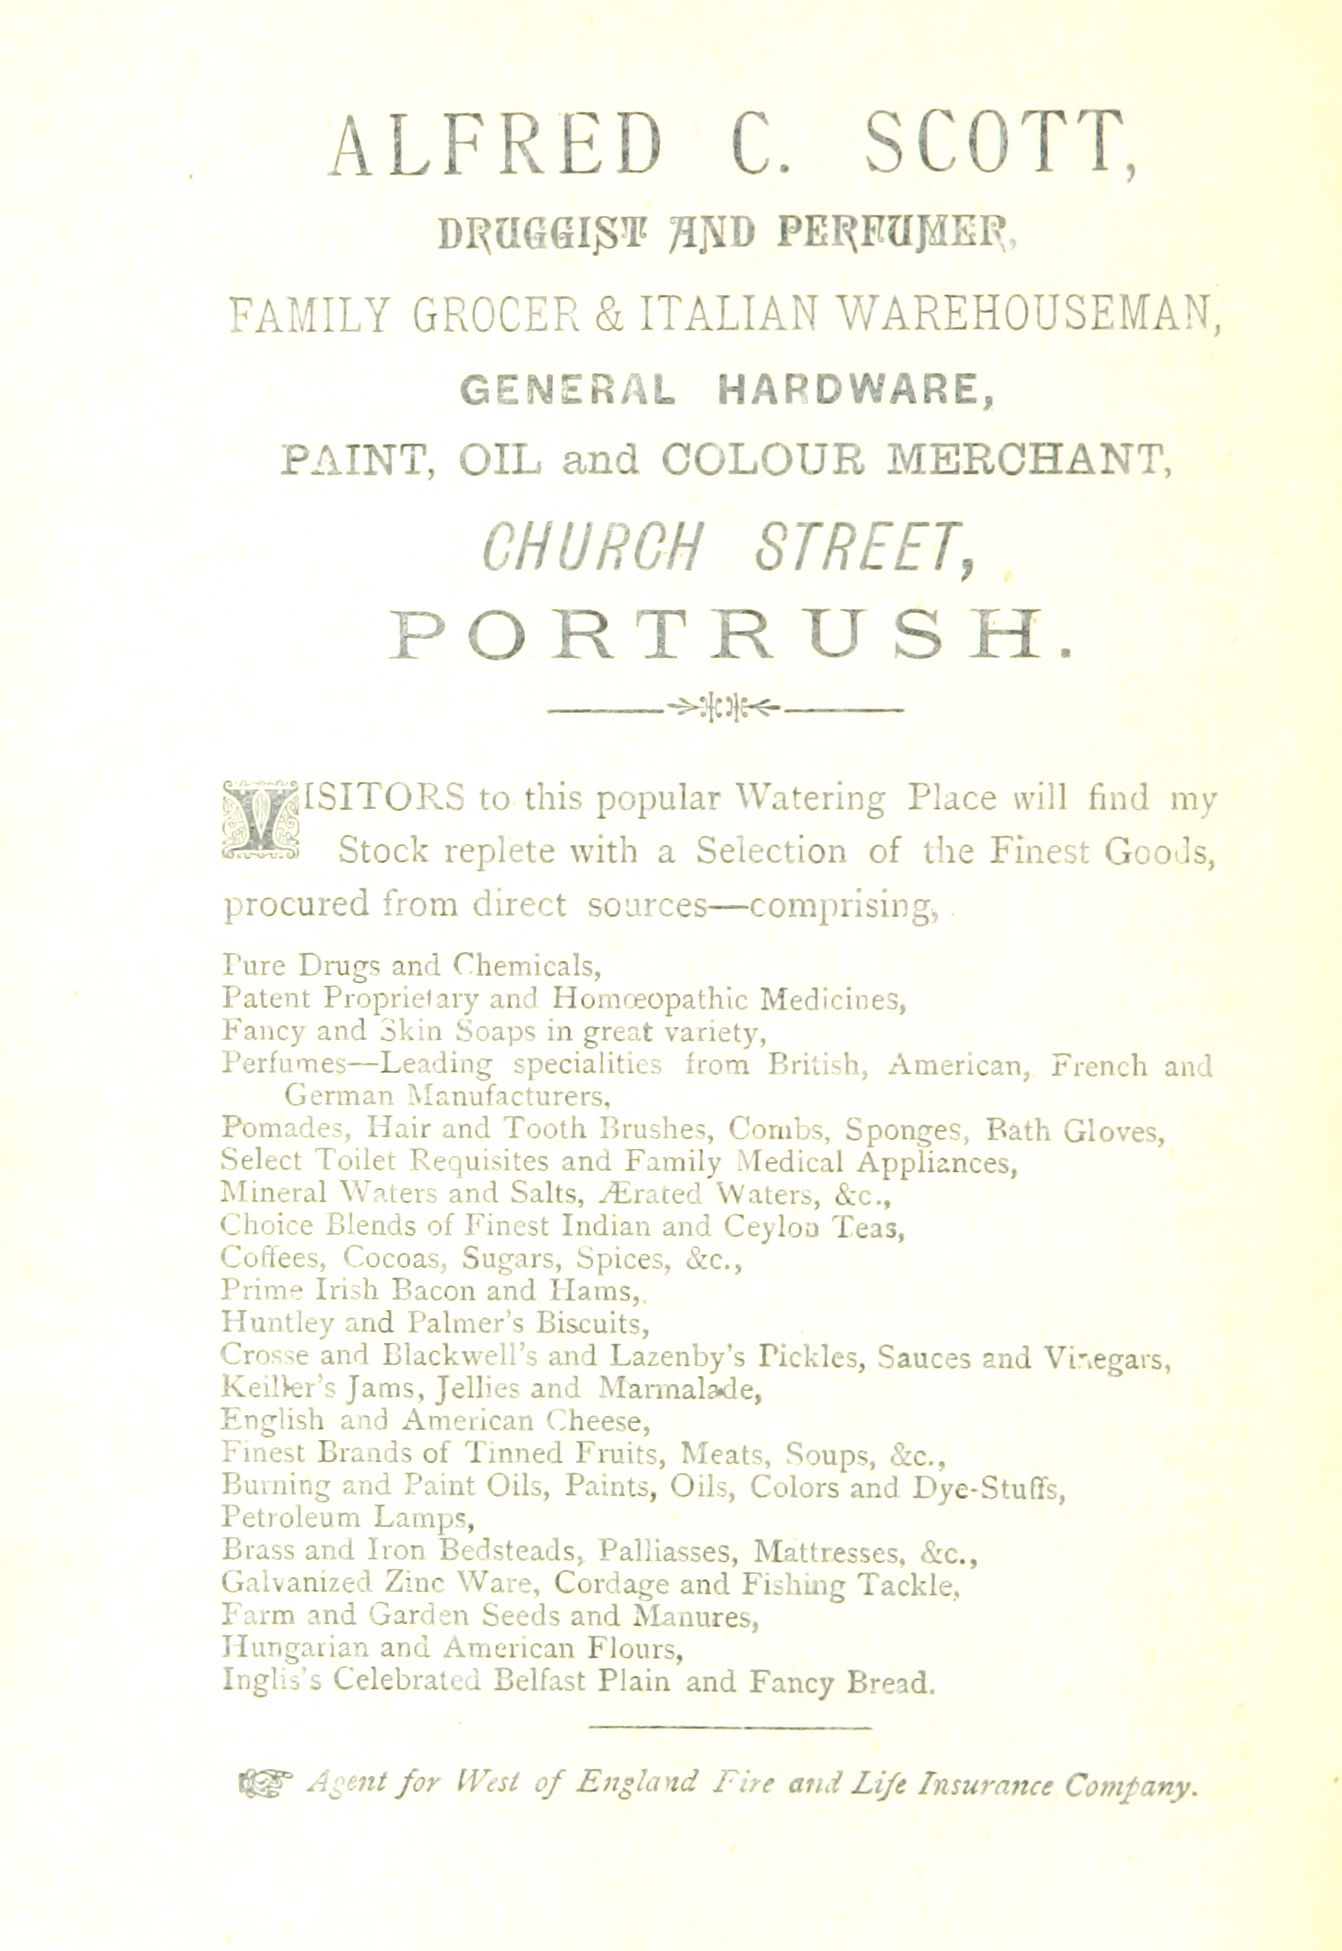 ALFRED C. SCOTT,
DRUGGIST AND PERFUMER,
FAMILY GROCER & ITALIAN WAREHOUSEMAN,
GENERAL HARDWARE,
PAINT, OIL and COLOUR MERCHANT,
CHURCH STREET,
PORTRUSH.
VISITORS to this popular Watering Place will find my
Stock replete with a Selection of the Finest Goods,
procured from direct sources—comprising,
Pure Drugs and Chemicals,
Patent Proprietary and Homœopathic Medicines,
Fancy and Skin Soaps in great variety,
Perfumes—Leading specialities from British, American, French and
German Manufacturers,
Pomades, Hair and Tooth Brushes, Combs, Sponges, Bath Gloves,
Select Toilet Requisites and Family Medical Appliances,
Mineral Waters and Salts, Ærated Waters, &c.,
Choice Blends of Finest Indian and Ceylon Teas,
Coffees, Cocoas, Sugars, Spices, &c.,
Prime Irish Bacon and Hams,
Huntley and Palmer's Biscuits,
Crosse and Blackwell's and Lazenby's Pickles, Sauces and Vinegars,
Keiller's Jams, Jellies and Marmalade,
English and American Cheese,
Finest Brands of Tinned Fruits, Meats, Soups, &c.,
Burning and Paint Oils, Paints, Oils, Colors and Dye-Stuffs,
Petroleum Lamps,
Brass and Iron Bedsteads, Palliasses, Mattresses, &c.,
Galvanized Zinc Ware, Cordage and Fishing Tackle,
Farm and Garden Seeds and Manures,
Hungarian and American Flours,
Inglis's Celebrated Belfast Plain and Fancy Bread.
☞ Agent for West of England Fire and Life Insurance Company.